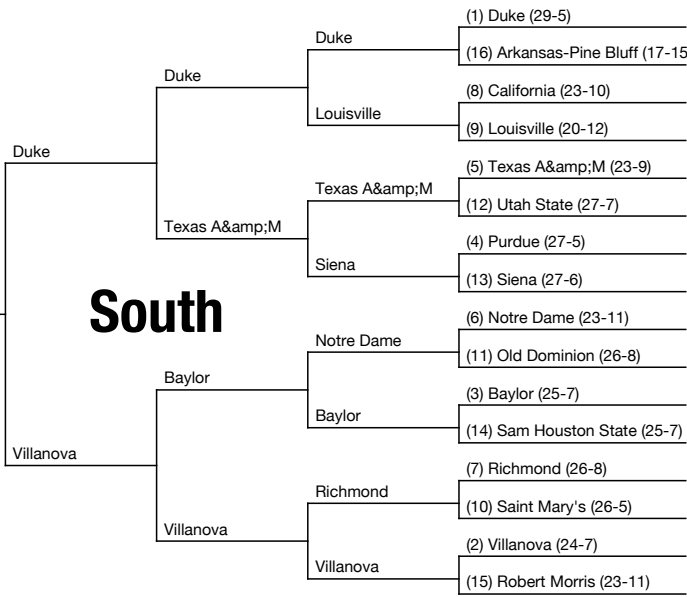 (1) Duke (29-5)
Duke
(16) Arkansas-Pine Bluff (17-15
Duke
(8) California (23-10)
Louisville
(9) Louisville (20-12)
Duke
(5) Texas A&amp;M (23-9)
Texas A&amp;M
(12) Utah State (27-7)
Texas A&amp;M
(4) Purdue (27-5)
Siena
(13) Siena (27-6)
South
(6) Notre Dame (23-11)
Notre Dame
(11) Old Dominion (26-8)
Baylor
(3) Baylor (25-7)
Baylor
(14) Sam Houston State (25-7)
Villanova
(7) Richmond (26-8)
Richmond
(10) Saint Mary's (26-5)
Villanova
(2) Villanova (24-7)
Villanova
(15) Robert Morris (23-11)